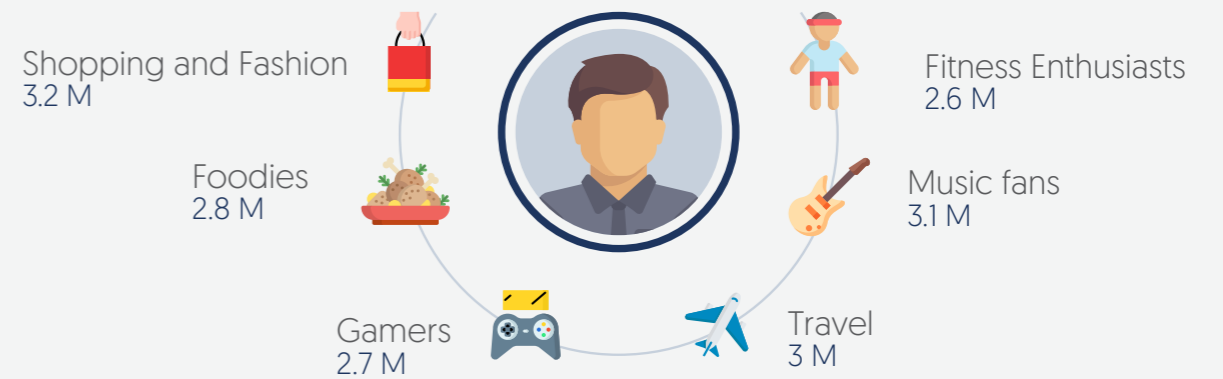 Shopping and Fashion
3.2 M
Fitness Enthusiasts
2.6 M
Foodies
2.8 M
Music fans
3.1 M
Gamers
2.7 M
Travel
3 M